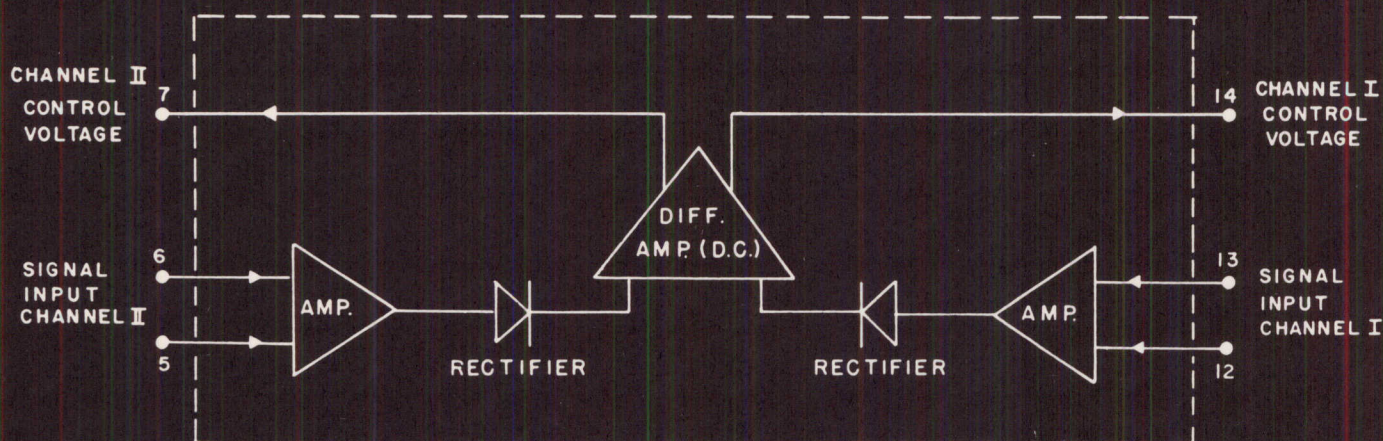 CHANNEL II
7
CONTROL
VOLTAGE
14
CHANNEL I
CONTROL
VOLTAGE
DIFF.
AMP. (D.C.)
6
SIGNAL
INPUT
CHANNEL II
5
AMP.
RECTIFIER
RECTIFIER
AMP.
13
SIGNAL
INPUT
CHANNEL I
12